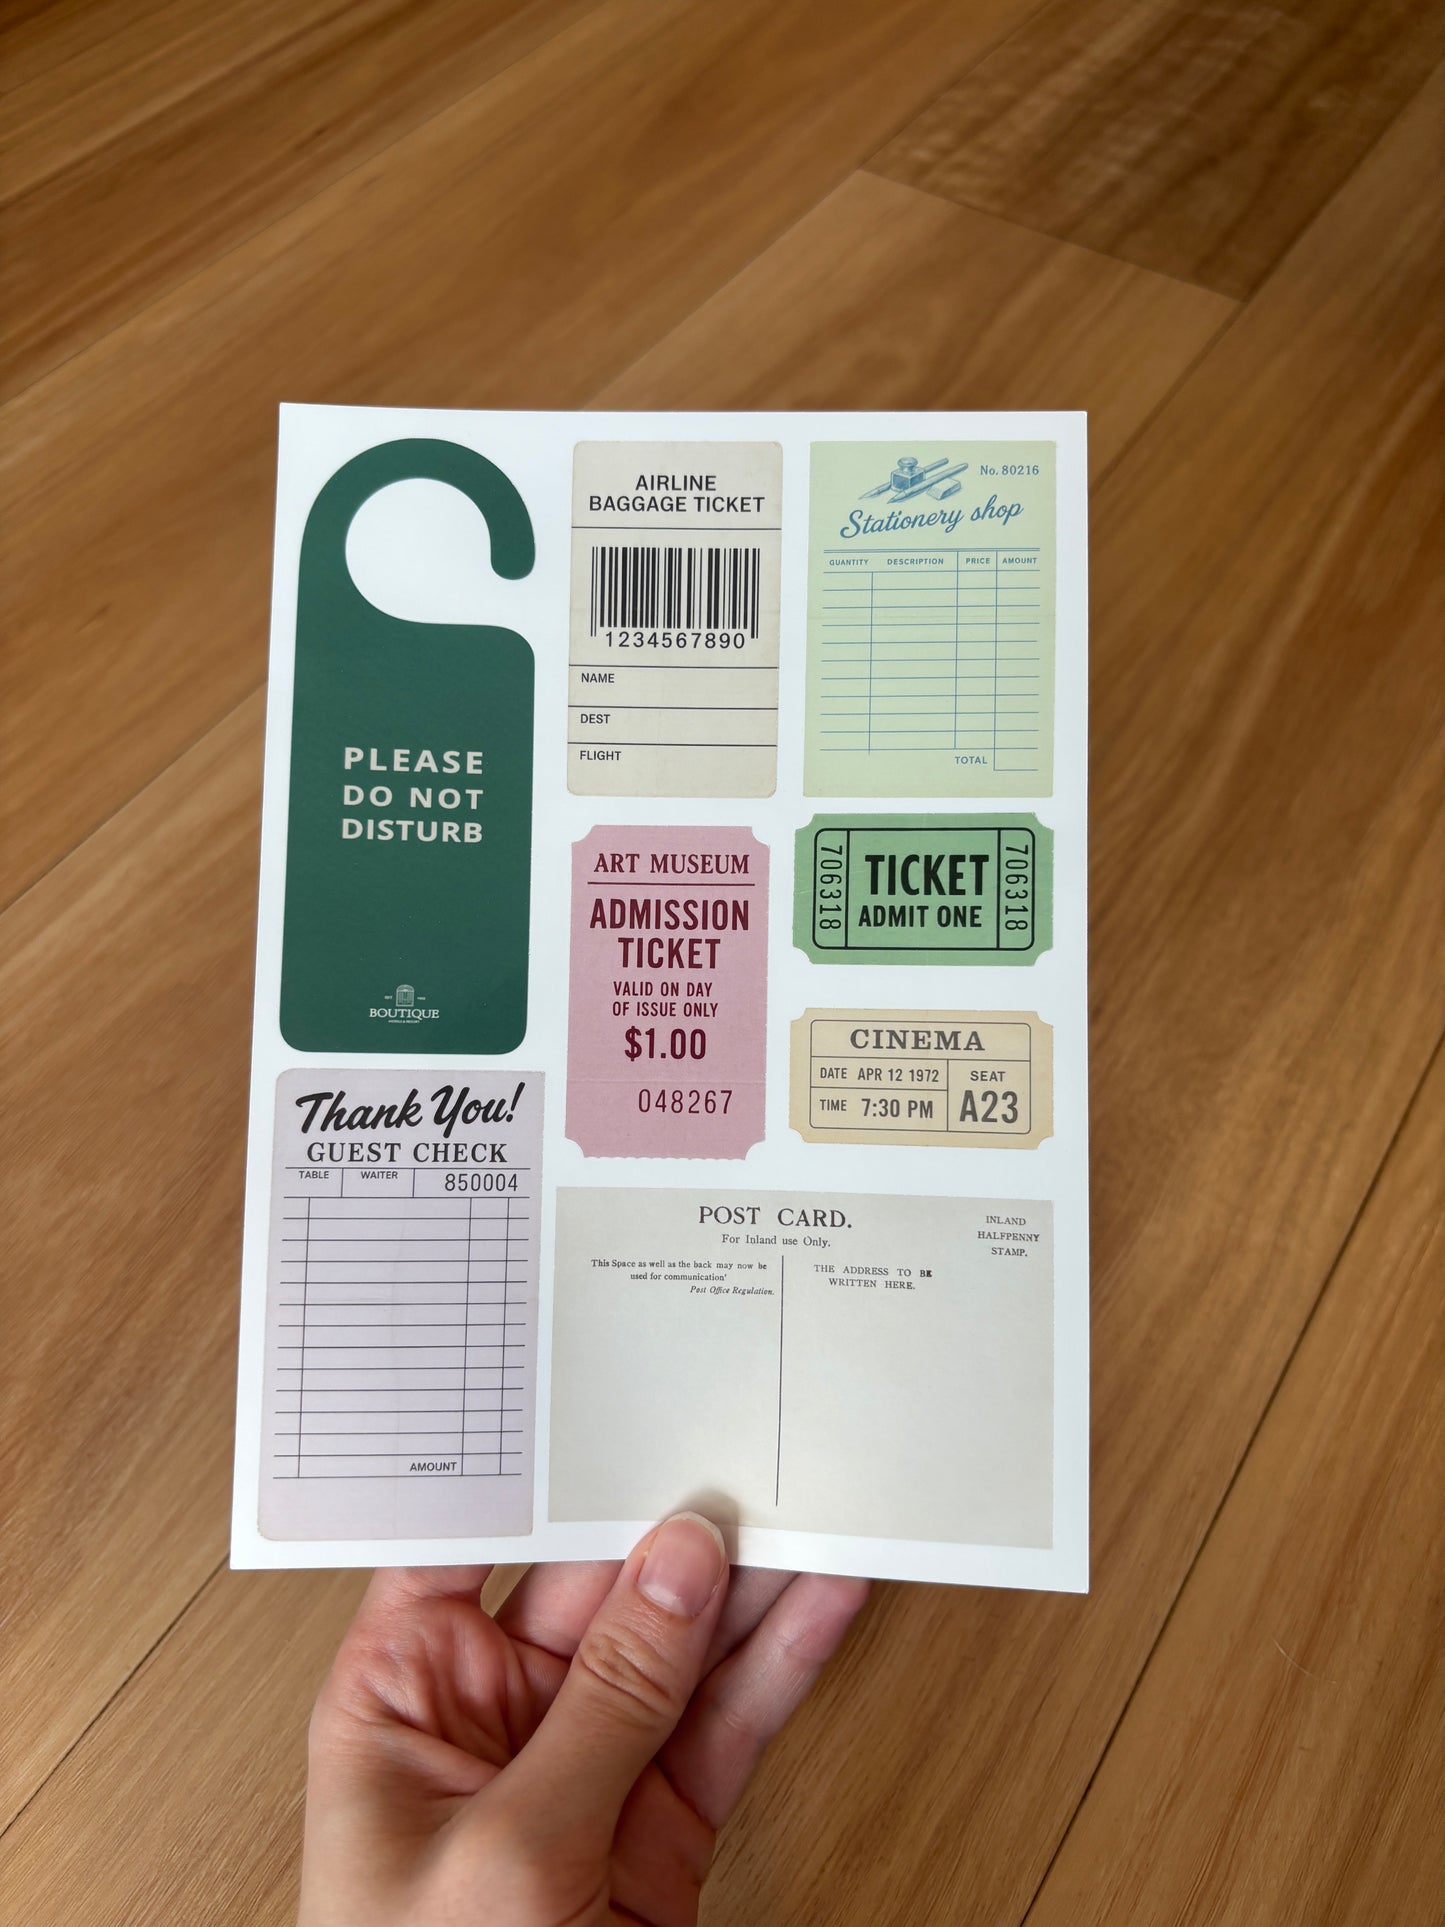 PLEASE
DO NOT
DISTURB
BOUTIQUE
AIRLINE
BAGGAGE TICKET
1234567890
NAME
DEST
FLIGHT
No. 80216
Stationery shop
QUANTITY DESCRIPTION PRICE AMOUNT
TOTAL
ART MUSEUM
ADMISSION
TICKET
VALID ON DAY
OF ISSUE ONLY
$1.00
048267
706318
TICKET
ADMIT ONE
706318
CINEMA
DATE APR 12 1972
TIME 7:30 PM
SEAT
A23
Thank You!
GUEST CHECK
TABLE WAITER 850004
AMOUNT
POST CARD.
For Inland use Only.
This Space as well as the back may now be
used for communication'
Post Office Regulation.
THE ADDRESS TO BE
WRITTEN HERE.
INLAND
HALFPENNY
STAMP.